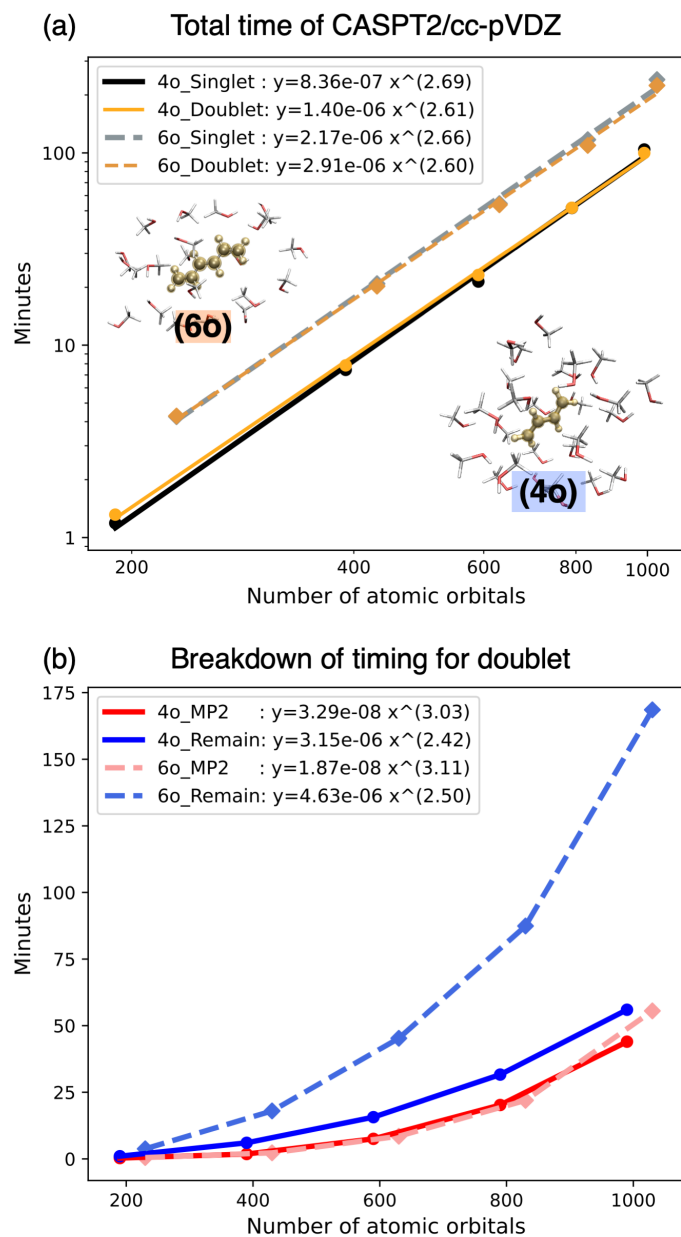 (a) Total time of CASPT2/cc-pVDZ
4o_Singlet : y=8.36e-07 x^(2.69)
4o_Doublet: y=1.40e-06 x^(2.61)
6o_Singlet : y=2.17e-06 x^(2.66)
6o_Doublet: y=2.91e-06 x^(2.60)
100
10
1
Minutes
(6o)
(4o)
200 400 600 800 1000
Number of atomic orbitals
(b) Breakdown of timing for doublet
4o_MP2 : y=3.29e-08 x^(3.03)
4o_Remain: y=3.15e-06 x^(2.42)
6o_MP2 : y=1.87e-08 x^(3.11)
6o_Remain: y=4.63e-06 x^(2.50)
175
150
125
100
75
50
25
0
Minutes
200 400 600 800 1000
Number of atomic orbitals